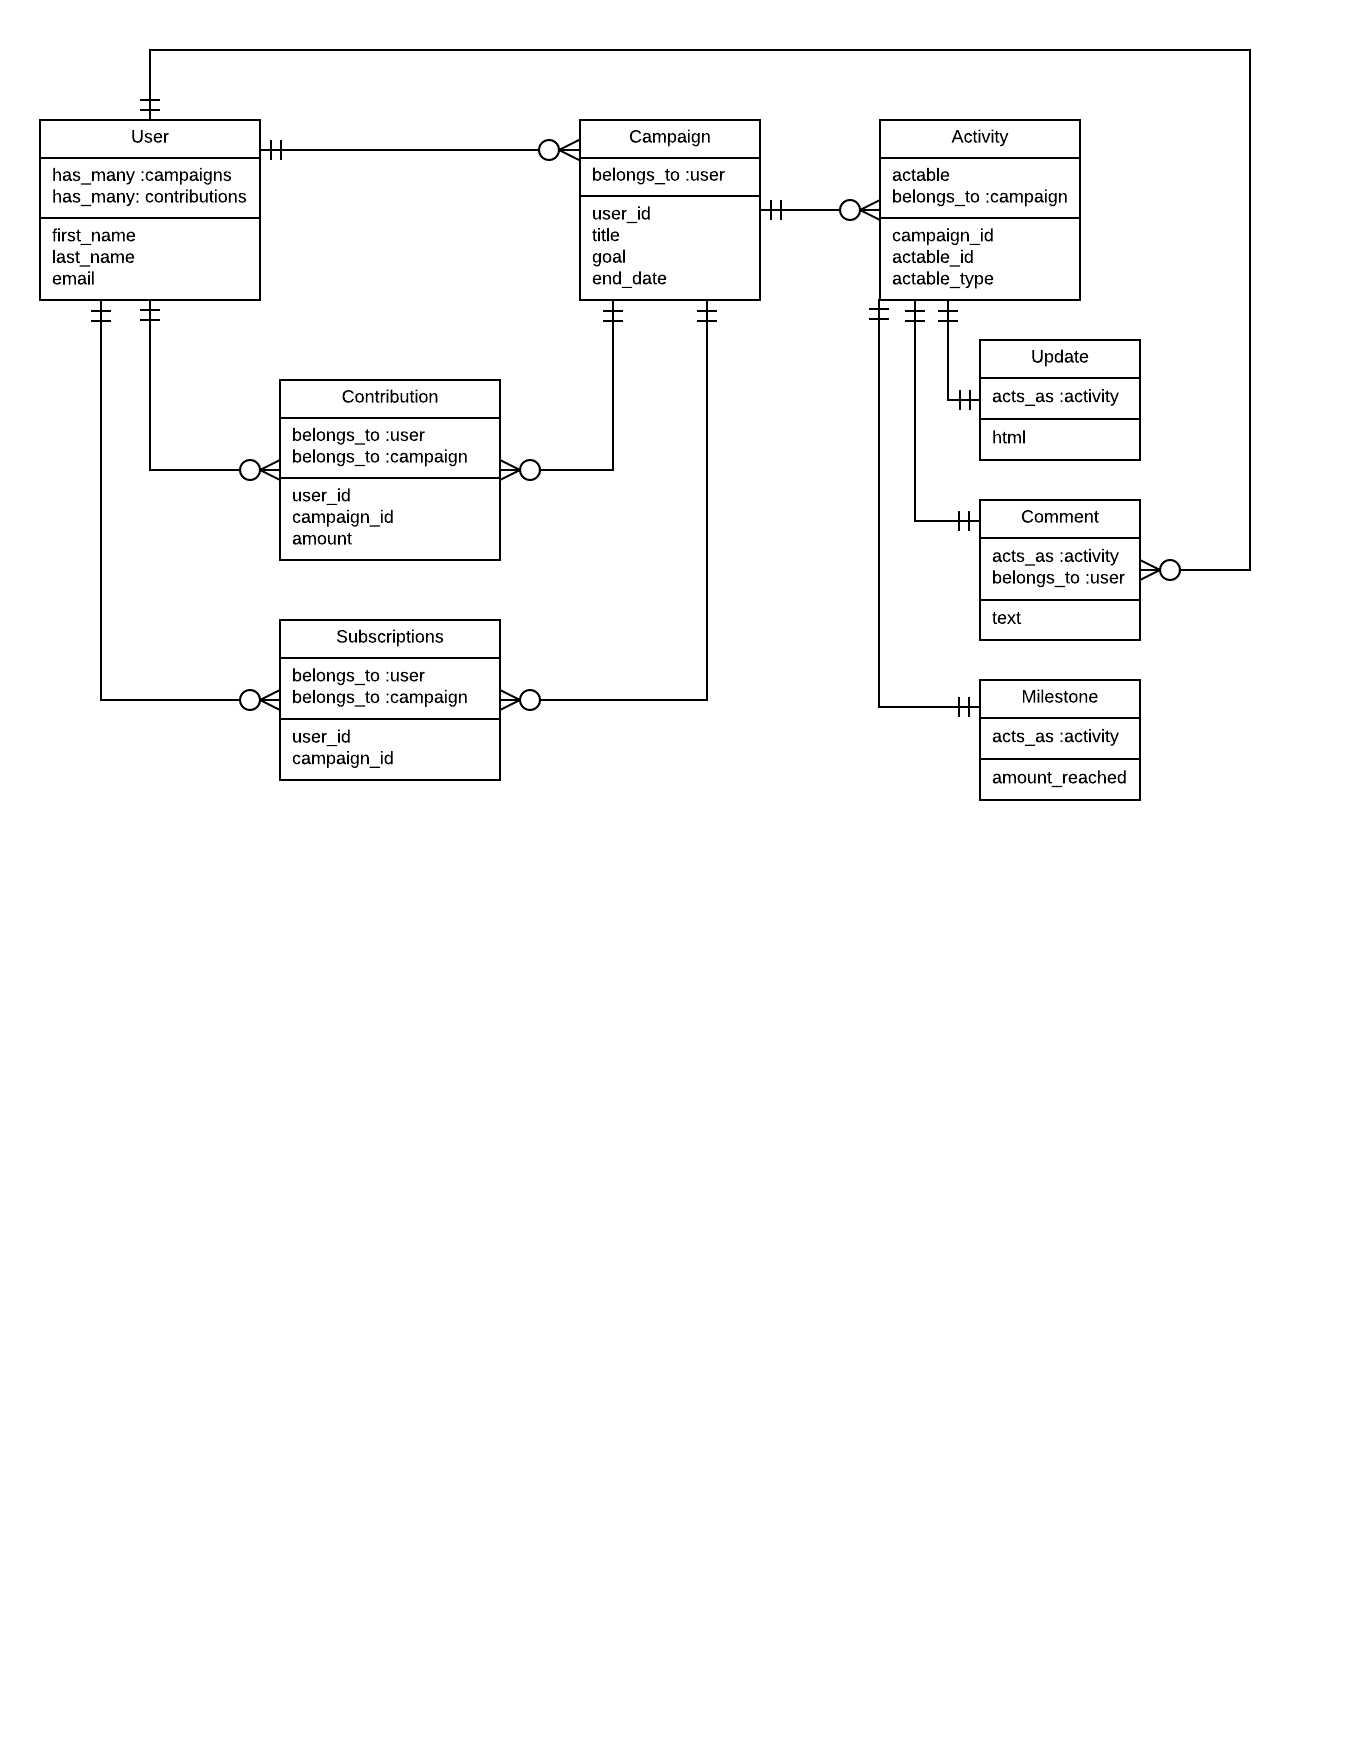 User
has_many :campaigns
has_many: contributions
first_name
last_name
email
Campaign
belongs_to :user
user_id
title
goal
end_date
Activity
actable
belongs_to :campaign
campaign_id
actable_id
actable_type
Update
acts_as :activity
html
Contribution
belongs_to :user
belongs_to :campaign
user_id
campaign_id
amount
Comment
acts_as :activity
belongs_to :user
text
Subscriptions
belongs_to :user
belongs_to :campaign
user_id
campaign_id
Milestone
acts_as :activity
amount_reached